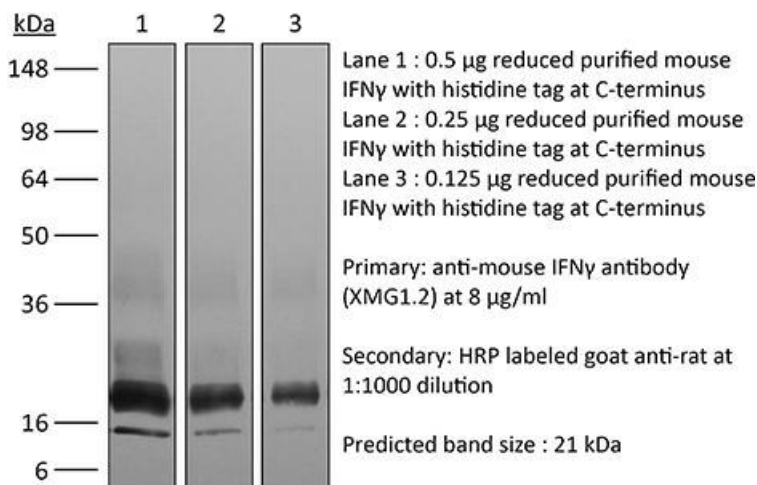 kDa
1 2 3
148
98
64
50
36
16
6
Lane 1 : 0.5 µg reduced purified mouse
IFNγ with histidine tag at C-terminus
Lane 2 : 0.25 µg reduced purified mouse
IFNγ with histidine tag at C-terminus
Lane 3 : 0.125 µg reduced purified mouse
IFNγ with histidine tag at C-terminus
Primary: anti-mouse IFNγ antibody
(XMG1.2) at 8 µg/ml
Secondary: HRP labeled goat anti-rat at
1:1000 dilution
Predicted band size : 21 kDa